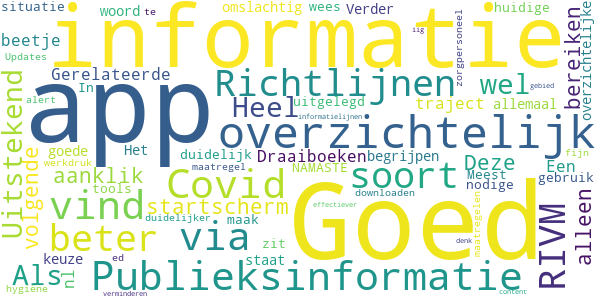 situatie
woord
te
omslachtig
wees
Verder
huidige
beetje
Updates
informatie
zorgpersoneel
iig
bereiken
overzichtelijke
Gerelateerde
In
app
Richtlijnen
wel
gebied
alert
Uitstekend
Heel
uitgelegd
traject
allemaal
informatielijnen
overzichtelijk
goede
Het
duidelijk
Draaiboeken
begrijpen
Deze
Een
fijn
werkdruk
maatregel
NAMASTE
Meest
volgende
aanklik
tools
Covid
soort
nodige
gebruik
downloaden
vind
startscherm
Goed
duidelijker
effectiever
beter
via
maak
zit
denk
maatregelen
RIVM
alleen
keuze
ed
staat
Als
nl
Publieksinformatie
hygiene
verminderen
content